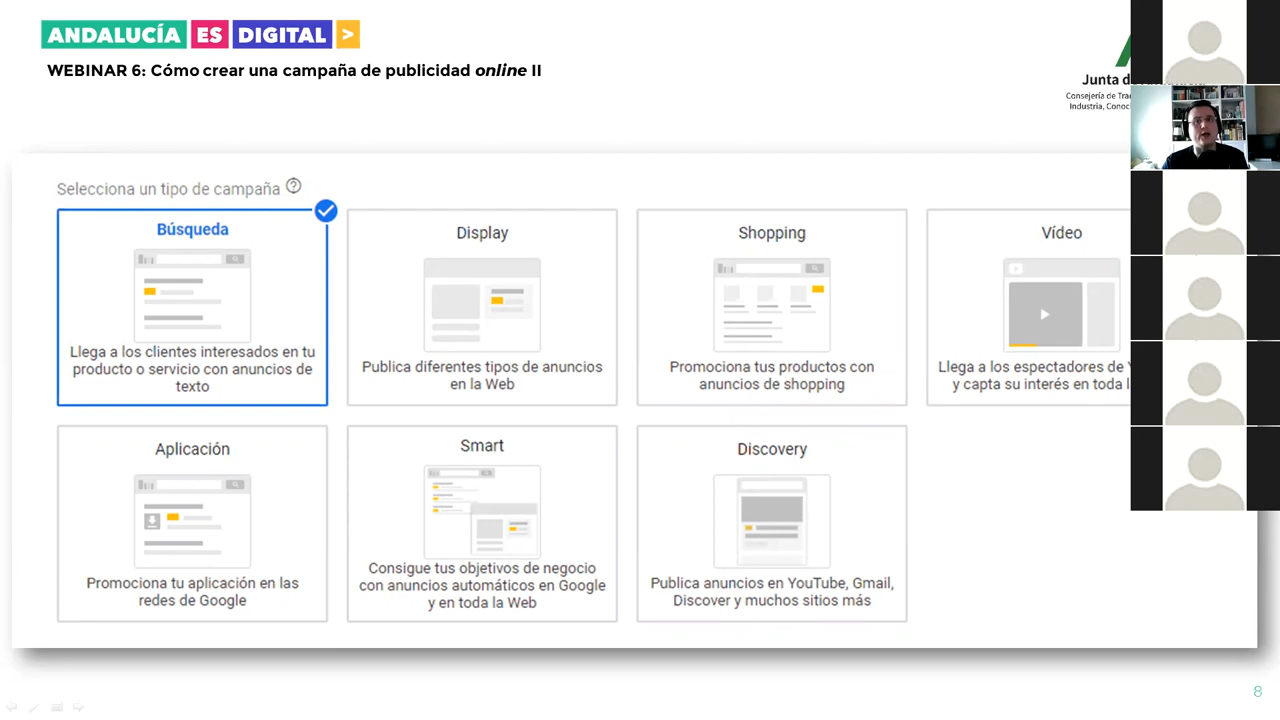 ANDALUCÍA ES DIGITAL >
WEBINAR 6: Cómo crear una campaña de publicidad online II
Junta d
Consejería de Tra
Industria, Conoc
Selecciona un tipo de campaña ?
Búsqueda
Llega a los clientes interesados en tu
producto o servicio con anuncios de
texto
Display
Publica diferentes tipos de anuncios
en la Web
Shopping
Promociona tus productos con
anuncios de shopping
Vídeo
Llega a los espectadores de
y capta su interés en toda
Aplicación
Promociona tu aplicación en las
redes de Google
Smart
Consigue tus objetivos de negocio
con anuncios automáticos en Google
y en toda la Web
Discovery
Publica anuncios en YouTube, Gmail,
Discover y muchos sitios más
8